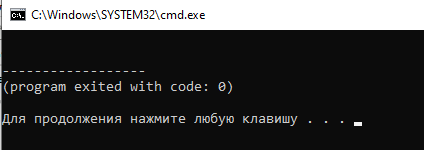 C:\Windows\SYSTEM32\cmd.exe
------------------
(program exited with code: 0)
Для продолжения нажмите любую клавишу . . .